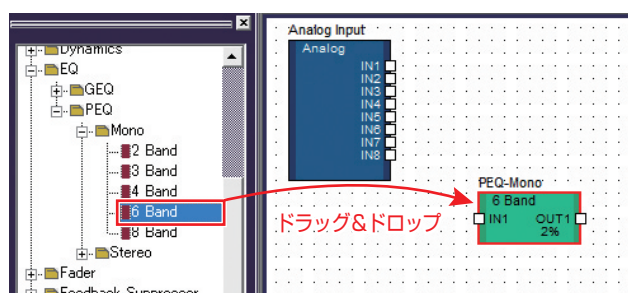 Dynamics
EQ
GEQ
PEQ
Mono
2 Band
3 Band
4 Band
6 Band
8 Band
Stereo
Fader
Feedback Suppressor
Analog Input
Analog
IN1
IN2
IN3
IN4
IN5
IN6
IN7
IN8
ドラッグ&ドロップ
PEQ-Mono
6 Band
IN1 OUT1
2%